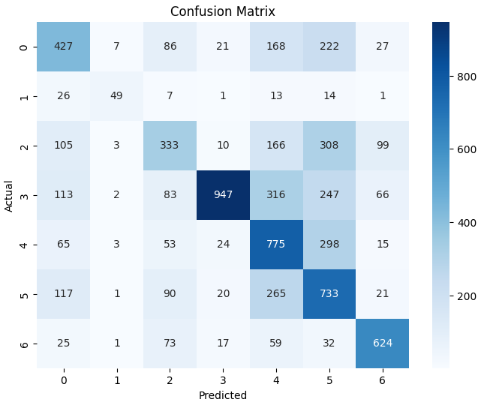 Confusion Matrix
0 427 7 86 21 168 222 27
1 26 49 7 1 13 14 1
2 105 3 333 10 166 308 99
3 113 2 83 947 316 247 66
4 65 3 53 24 775 298 15
5 117 1 90 20 265 733 21
6 25 1 73 17 59 32 624
0 1 2 3 4 5 6
Actual
Predicted
800
600
400
200